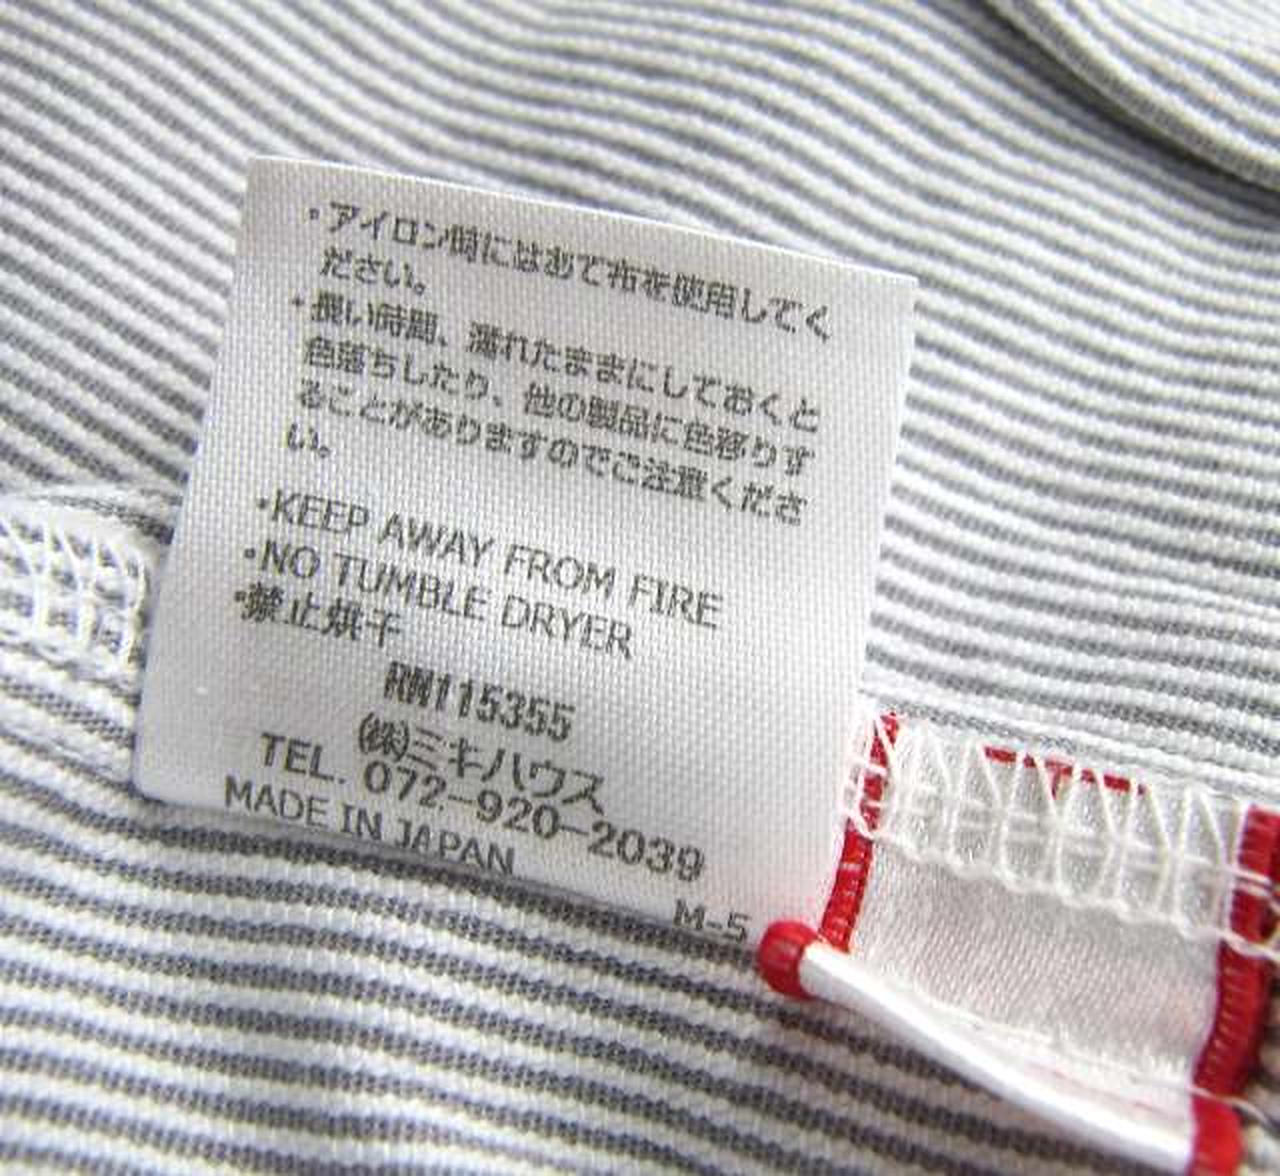 ・アイロン時にはあて布を使用してく
ださい。
・長い時間、濡れたままにしておくと
色落ちしたり、他の製品に色移りす
ることがありますのでご注意くださ
い。
・KEEP AWAY FROM FIRE
・NO TUMBLE DRYER
・禁止烘干
RN115355
㈱ミキハウス
TEL. 072-920-2039
MADE IN JAPAN
M-5